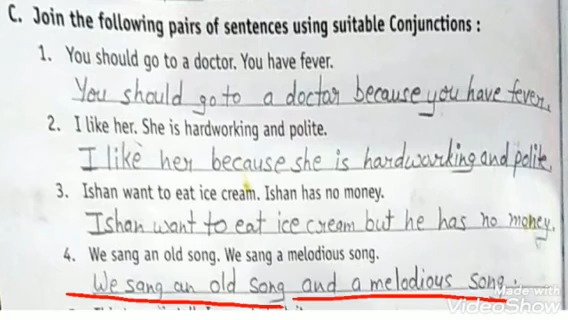 C. Join the following pairs of sentences using suitable Conjunctions :
1. You should go to a doctor. You have fever.
You should go to a doctor because you have fever.
2. I like her. She is hardworking and polite.
I like her because she is hardworking and polite.
3. Ishan want to eat ice cream. Ishan has no money.
Ishan want to eat ice cream but he has no money.
4. We sang an old song. We sang a melodious song.
We sang an old song and a melodious song.
Made with
VideoShow